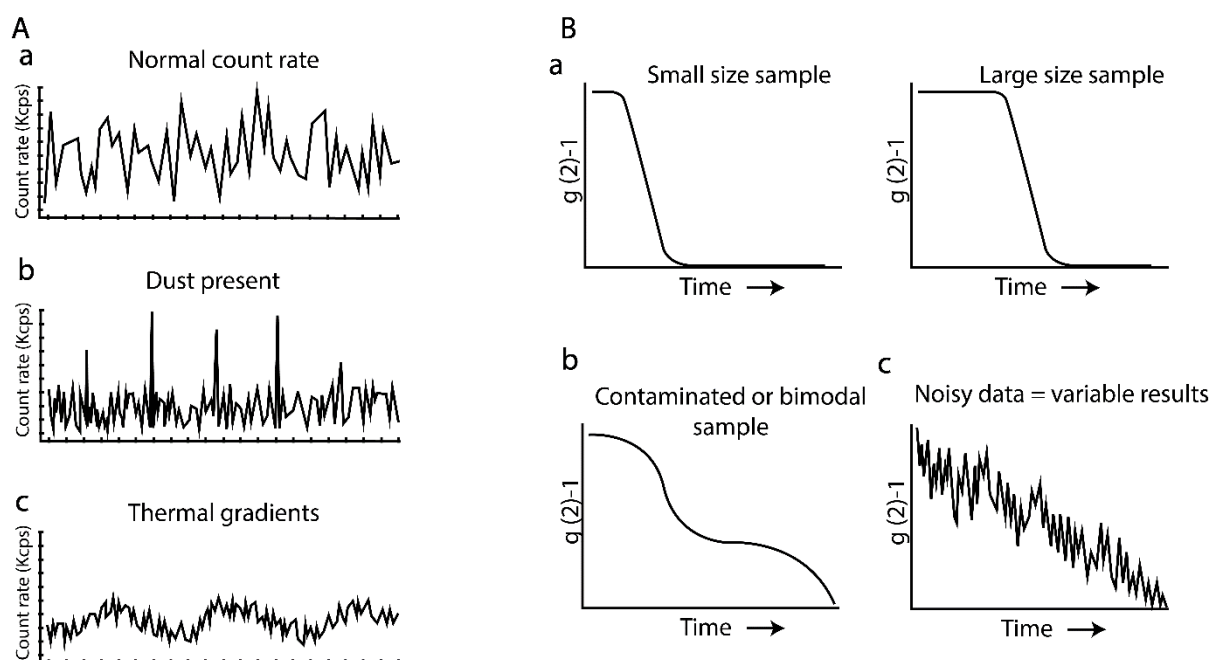 A
a
Normal count rate
Count rate (Kcps)
b
Dust present
Count rate (Kcps)
c
Thermal gradients
Count rate (Kcps)
B
a
Small size sample
g (2)-1
Time
Large size sample
g (2)-1
Time
b
Contaminated or bimodal
sample
g (2)-1
Time
c
Noisy data = variable results
g (2)-1
Time